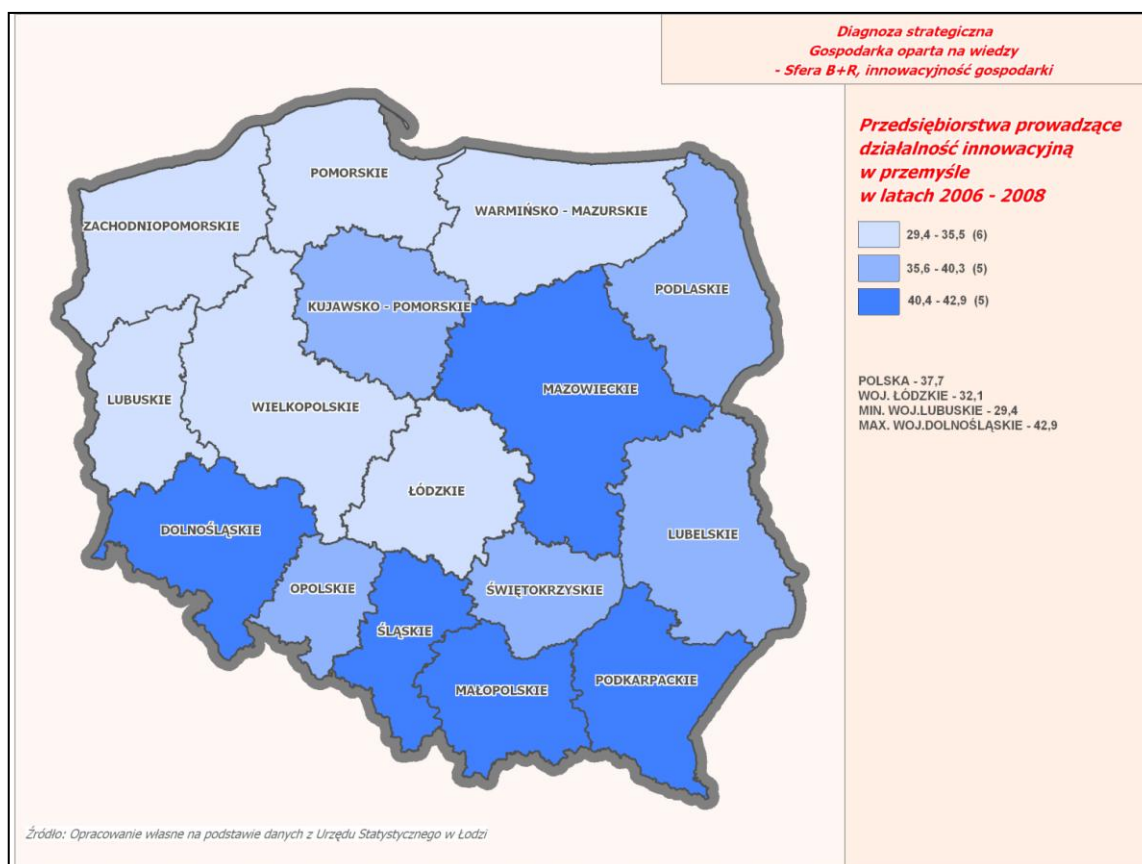 Diagnoza strategiczna
Gospodarka oparta na wiedzy
- Sfera B+R, innowacyjność gospodarki
Przedsiębiorstwa prowadzące
działalność innowacyjną
w przemyśle
w latach 2006 - 2008
29,4 - 35,5 (6)
35,6 - 40,3 (5)
40,4 - 42,9 (5)
POLSKA - 37,7
WOJ. ŁÓDZKIE - 32,1
MIN. WOJ.LUBUSKIE - 29,4
MAX. WOJ.DOLNOŚLĄSKIE - 42,9
POMORSKIE
WARMIŃSKO - MAZURSKIE
ZACHODNIOPOMORSKIE
PODLASKIE
KUJAWSKO - POMORSKIE
MAZOWIECKIE
LUBUSKIE
WIELKOPOLSKIE
ŁÓDZKIE
DOLNOŚLĄSKIE
LUBELSKIE
OPOLSKIE
ŚWIĘTOKRZYSKIE
ŚLĄSKIE
PODKARPACKIE
MAŁOPOLSKIE
Źródło: Opracowanie własne na podstawie danych z Urzędu Statystycznego w Łodzi